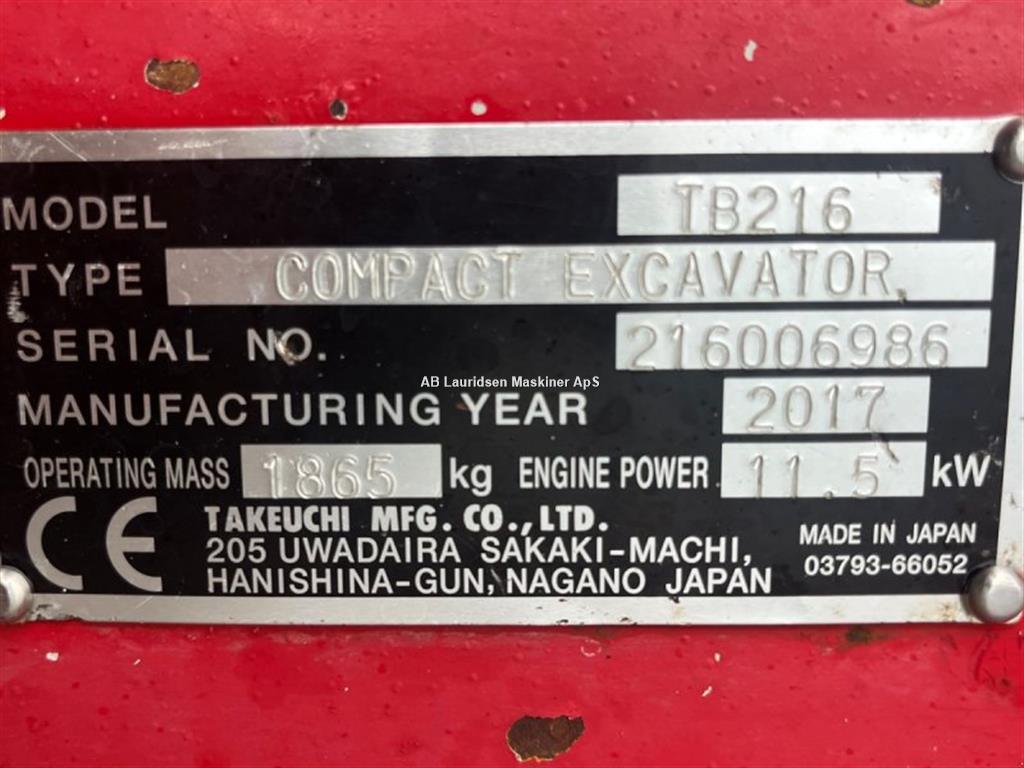 MODEL TB216
TYPE COMPACT EXCAVATOR
SERIAL NO. 216006986
AB Lauridsen Maskiner ApS
MANUFACTURING YEAR 2017
OPERATING MASS 1865 kg ENGINE POWER 11.5 kW
CE TAKEUCHI MFG. CO., LTD.
205 UWADAIRA SAKAKI-MACHI,
HANISHINA-GUN, NAGANO JAPAN
MADE IN JAPAN
03793-66052